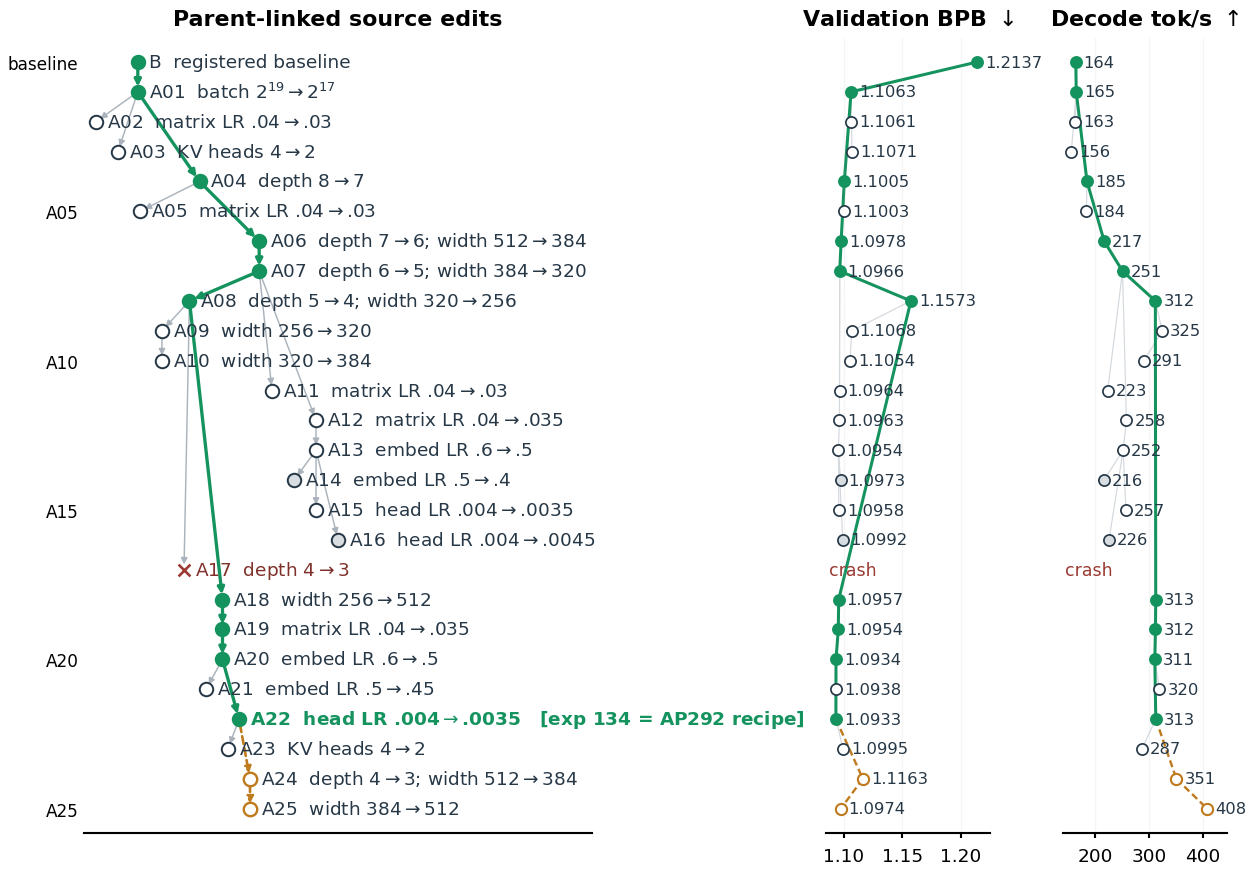 Parent-linked source edits Validation BPB ↓ Decode tok/s ↑
baseline B registered baseline 1.2137 164
A01 batch 2^19→2^17 1.1063 165
A02 matrix LR .04→.03 1.1061 163
A03 KV heads 4→2 1.1071 156
A04 depth 8→7 1.1005 185
A05 A05 matrix LR .04→.03 1.1003 184
A06 depth 7→6; width 512→384 1.0978 217
A07 depth 6→5; width 384→320 1.0966 251
A08 depth 5→4; width 320→256 1.1573 312
A09 width 256→320 1.1068 325
A10 A10 width 320→384 1.1054 291
A11 matrix LR .04→.03 1.0964 223
A12 matrix LR .04→.035 1.0963 258
A13 embed LR .6→.5 1.0954 252
A14 embed LR .5→.4 1.0973 216
A15 A15 head LR .004→.0035 1.0958 257
A16 head LR .004→.0045 1.0992 226
A17 depth 4→3 crash crash
A18 width 256→512 1.0957 313
A19 matrix LR .04→.035 1.0954 312
A20 A20 embed LR .6→.5 1.0934 311
A21 embed LR .5→.45 1.0938 320
A22 head LR .004→.0035 [exp 134 = AP292 recipe] 1.0933 313
A23 KV heads 4→2 1.0995 287
A24 depth 4→3; width 512→384 1.1163 351
A25 A25 width 384→512 1.0974 408
1.10 1.15 1.20 200 300 400